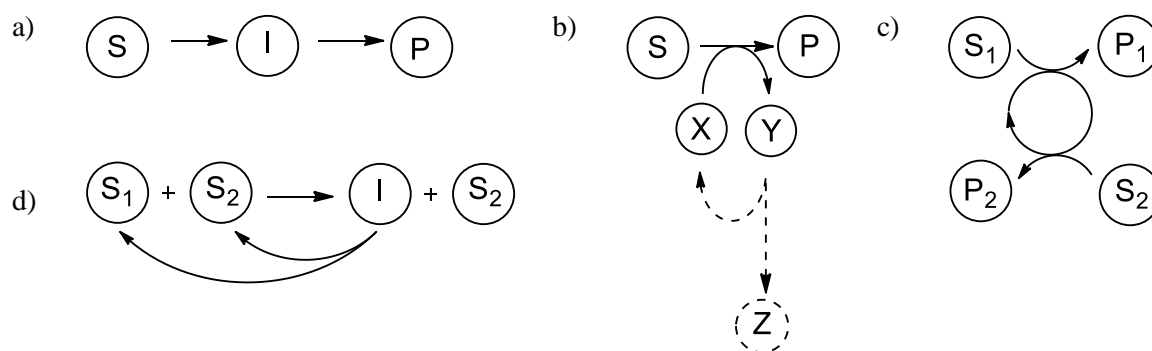 a) S I P
b) S P
X Y
Z
c) S₁ P₁
P₂ S₂
d) S₁ + S₂ I + S₂